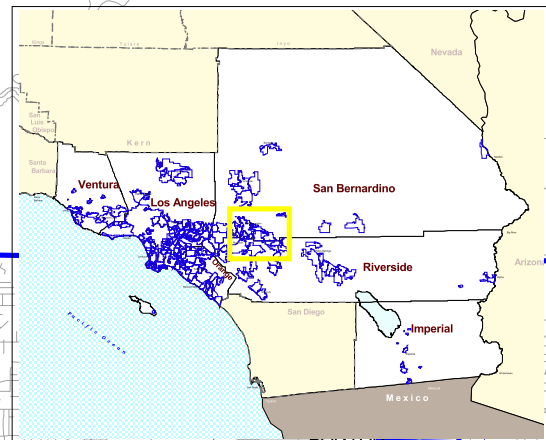 Kings
Tulare
Inyo
Nevada
San
Luis
Obispo
Kern
Santa
Barbara
Ventura
Los Angeles
San Bernardino
Orange
Riverside
Arizona
San Diego
Imperial
Pacific Ocean
Mexico